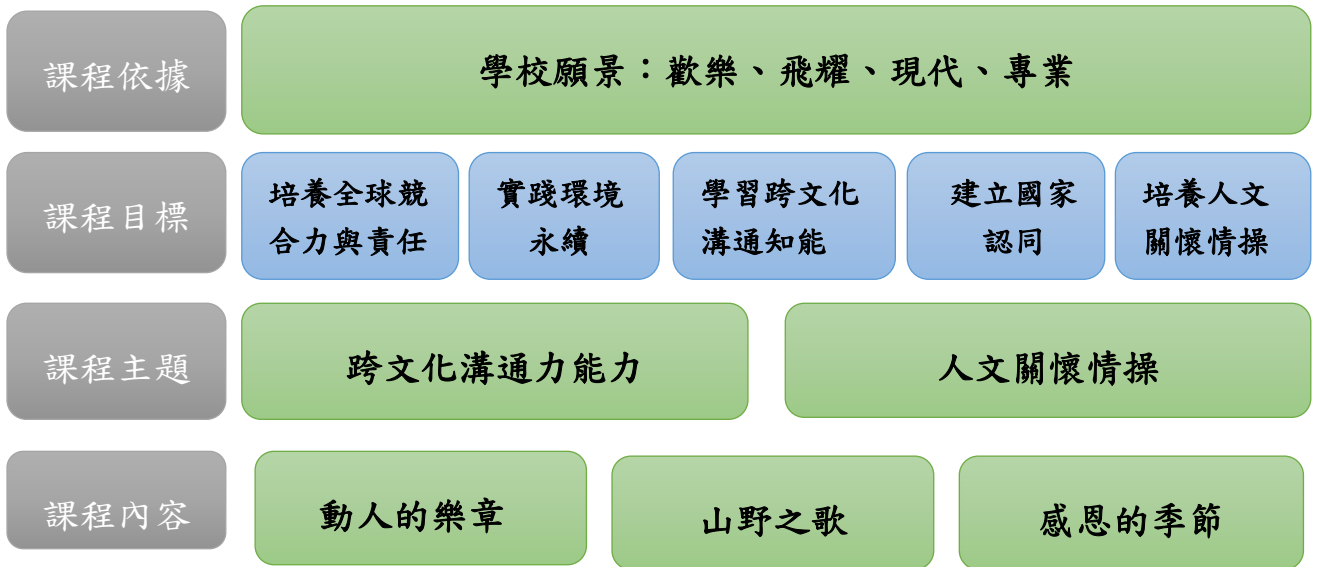 課程依據
學校願景：歡樂、飛耀、現代、專業
課程目標
培養全球競
合力與責任
實踐環境
永續
學習跨文化
溝通知能
建立國家
認同
培養人文
關懷情操
課程主題
跨文化溝通力能力
人文關懷情操
課程內容
動人的樂章
山野之歌
感恩的季節